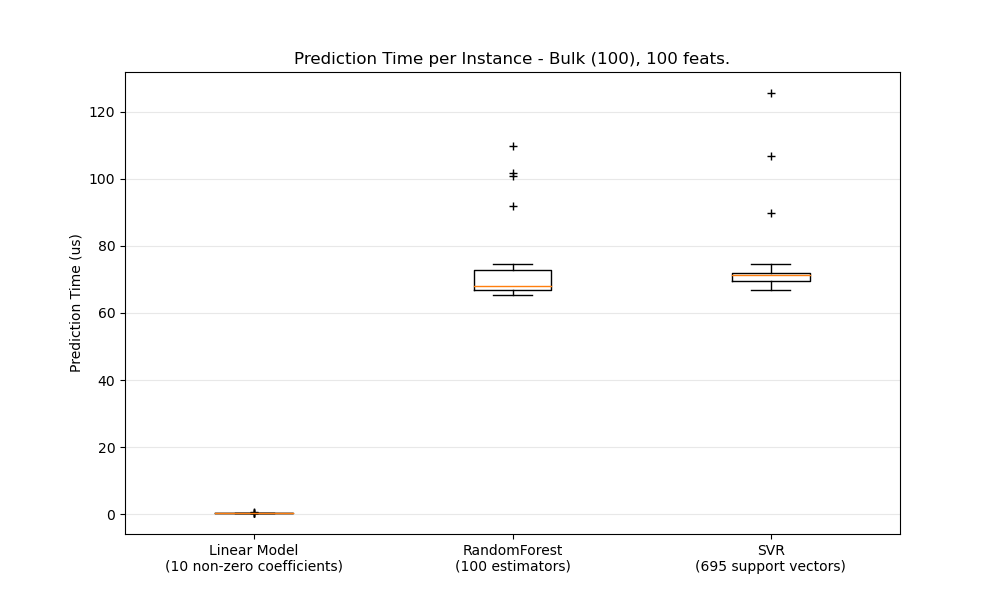 Prediction Time per Instance - Bulk (100), 100 feats.
Prediction Time (us)
120
100
80
60
40
20
0
Linear Model
(10 non-zero coefficients)
RandomForest
(100 estimators)
SVR
(695 support vectors)